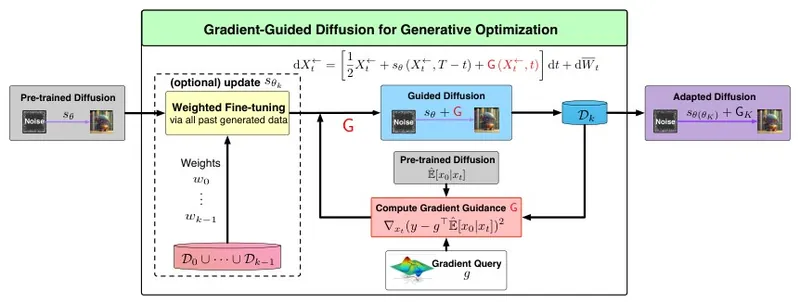 Gradient-Guided Diffusion for Generative Optimization
dX_t^← = [1/2 X_t^← + s_θ (X_t^←, T − t) + G (X_t^←, t)] dt + dW̅_t
(optional) update s_{θ_k}
Pre-trained Diffusion
Noise s_θ
Weighted Fine-tuning
via all past generated data
G
Guided Diffusion
Noise s_θ + G
D_k
Adapted Diffusion
Noise s_{θ(θ_K)} + G_K
Weights
w_0
⋮
w_{k−1}
D_0 ∪ ⋯ ∪ D_{k−1}
Pre-trained Diffusion
Ê[x_0|x_t]
Compute Gradient Guidance G
∇_{x_t}(y − g^⊤Ê[x_0|x_t])^2
Gradient Query
g